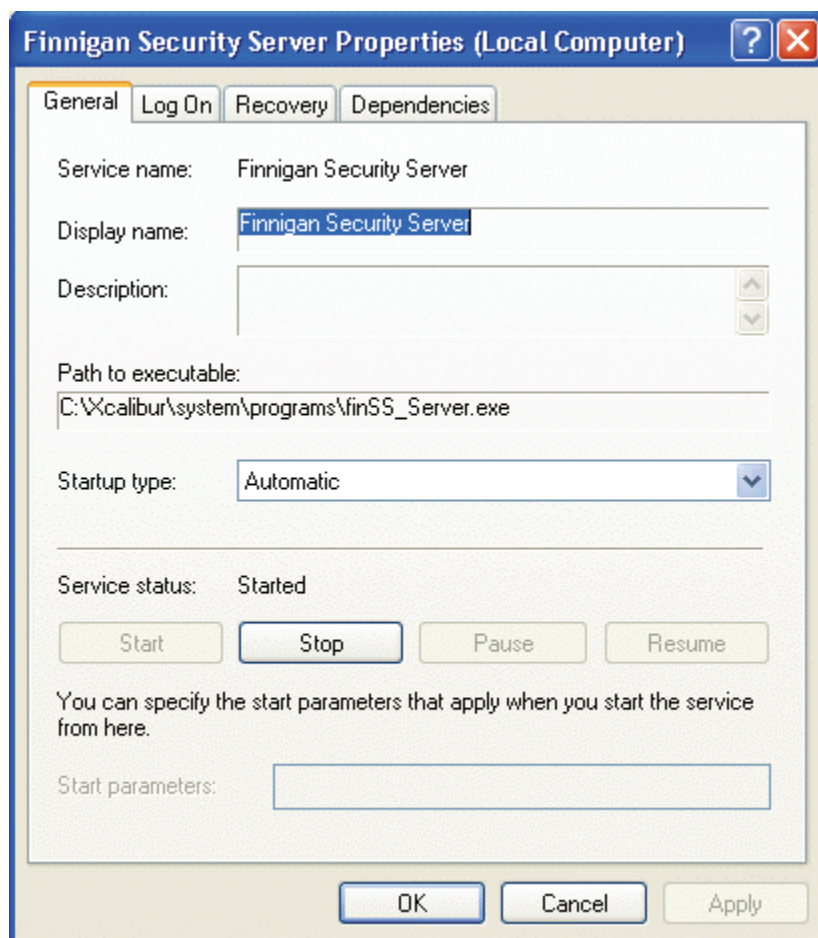 Finnigan Security Server Properties (Local Computer)
General Log On Recovery Dependencies
Service name: Finnigan Security Server
Display name: Finnigan Security Server
Description:
Path to executable:
C:\Xcalibur\system\programs\finSS_Server.exe
Startup type: Automatic
Service status: Started
Start Stop Pause Resume
You can specify the start parameters that apply when you start the service
from here.
Start parameters:
OK Cancel Apply